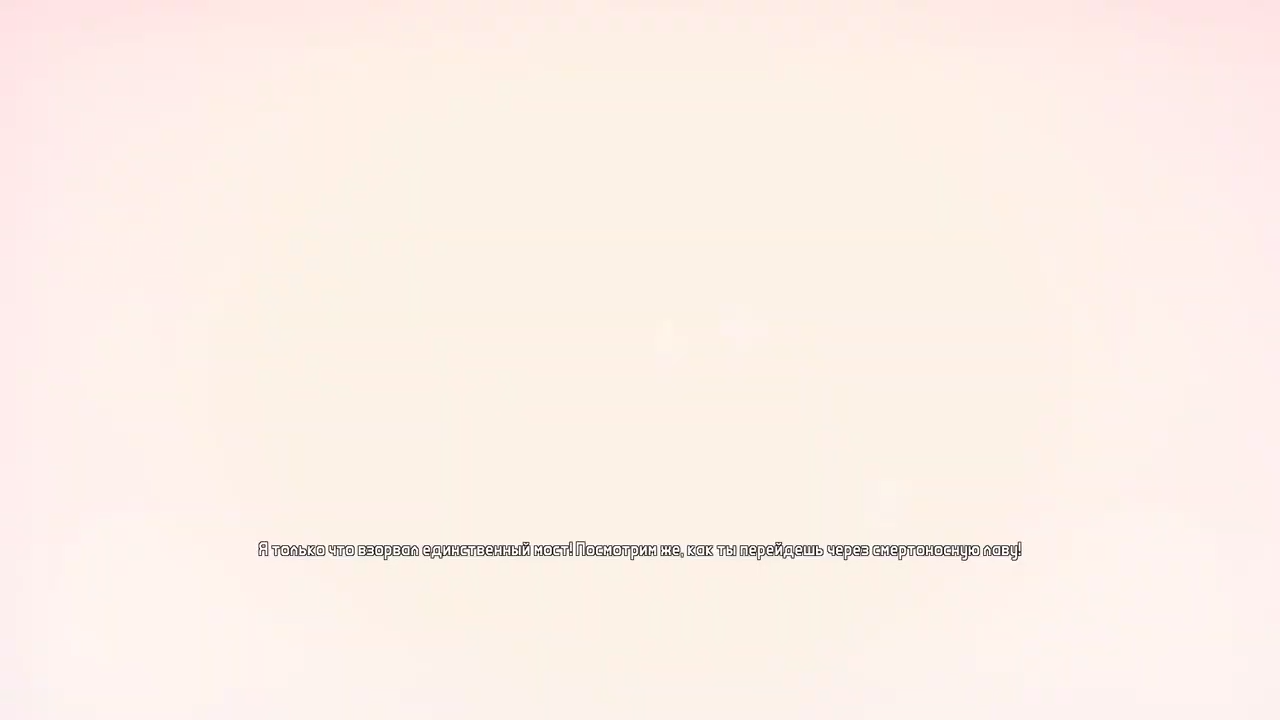 Я только что взорвал единственный мост! Посмотрим же, как ты перейдешь через смертоносную лаву!